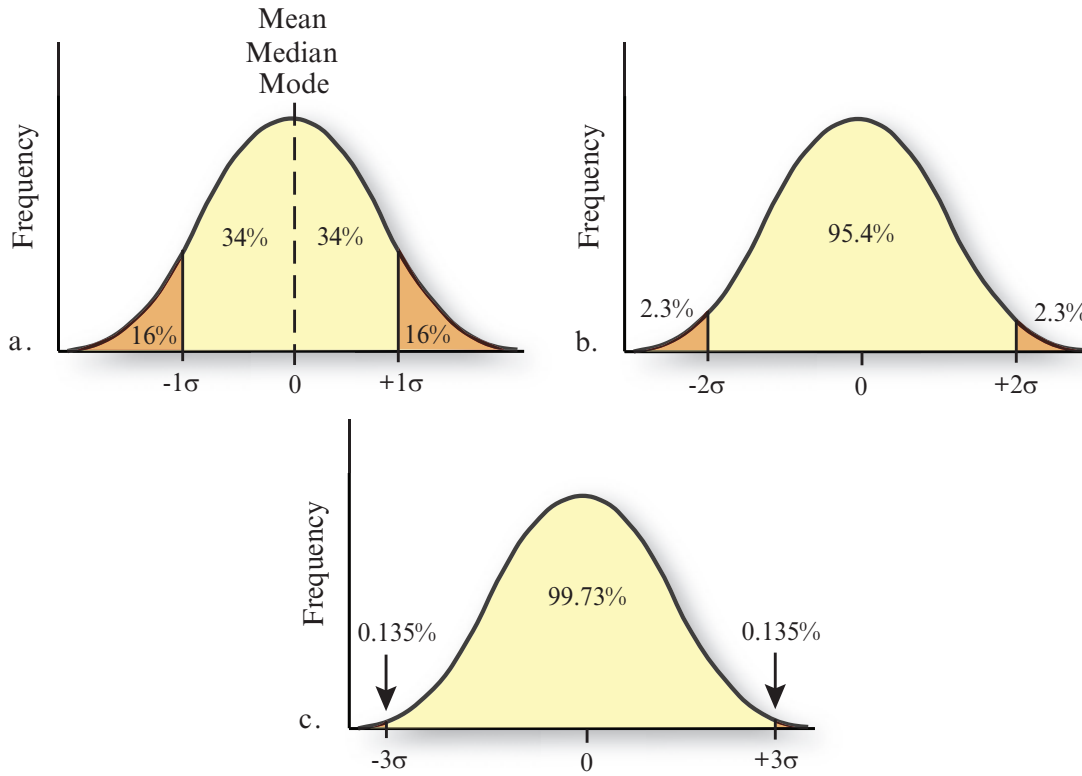 Mean
Median
Mode
Frequency
34%
34%
16%
16%
a.
-1σ
0
+1σ
Frequency
95.4%
2.3%
2.3%
b.
-2σ
0
+2σ
Frequency
99.73%
0.135%
0.135%
c.
-3σ
0
+3σ